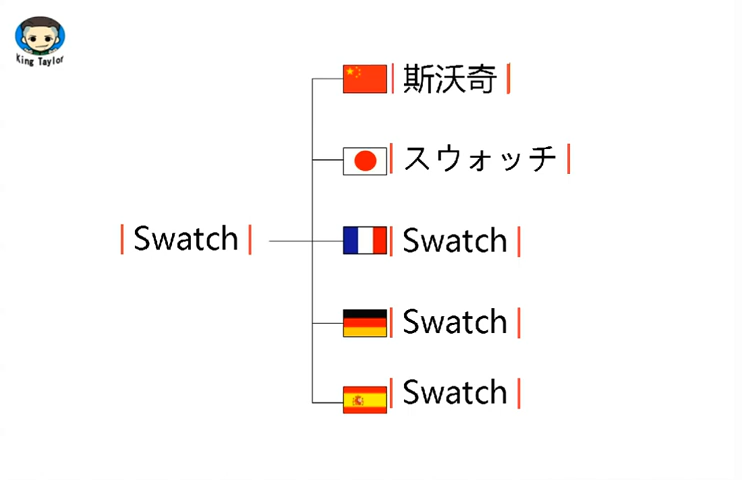 King Taylor
斯沃奇
スウォッチ
Swatch
Swatch
Swatch
Swatch